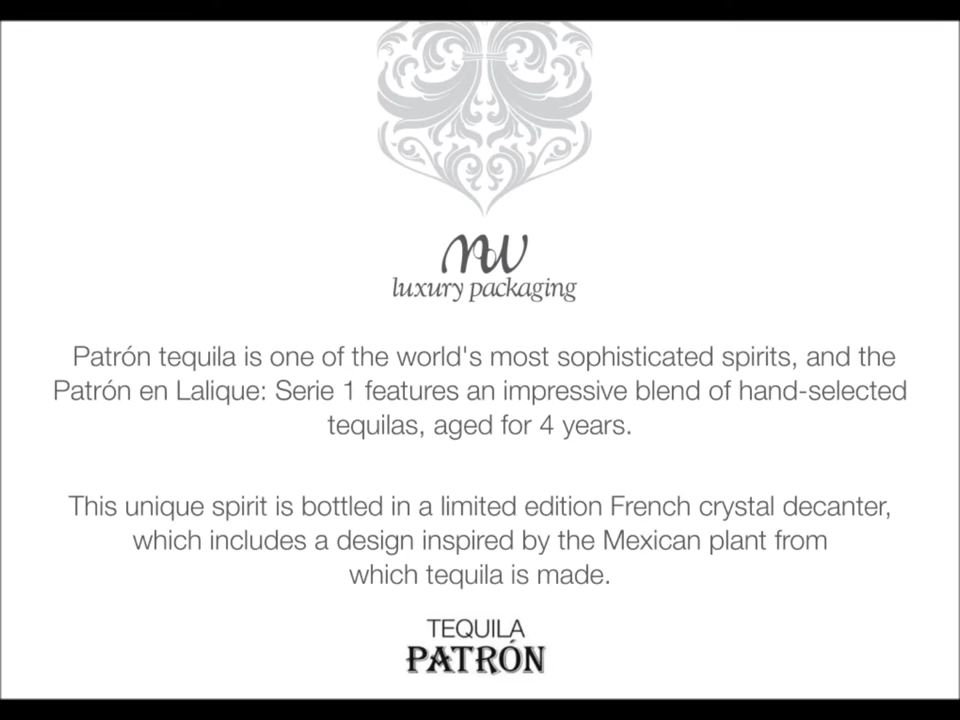 MW
luxury packaging
Patrón tequila is one of the world's most sophisticated spirits, and the
Patrón en Lalique: Serie 1 features an impressive blend of hand-selected
tequilas, aged for 4 years.
This unique spirit is bottled in a limited edition French crystal decanter,
which includes a design inspired by the Mexican plant from
which tequila is made.
TEQUILA
PATRÓN